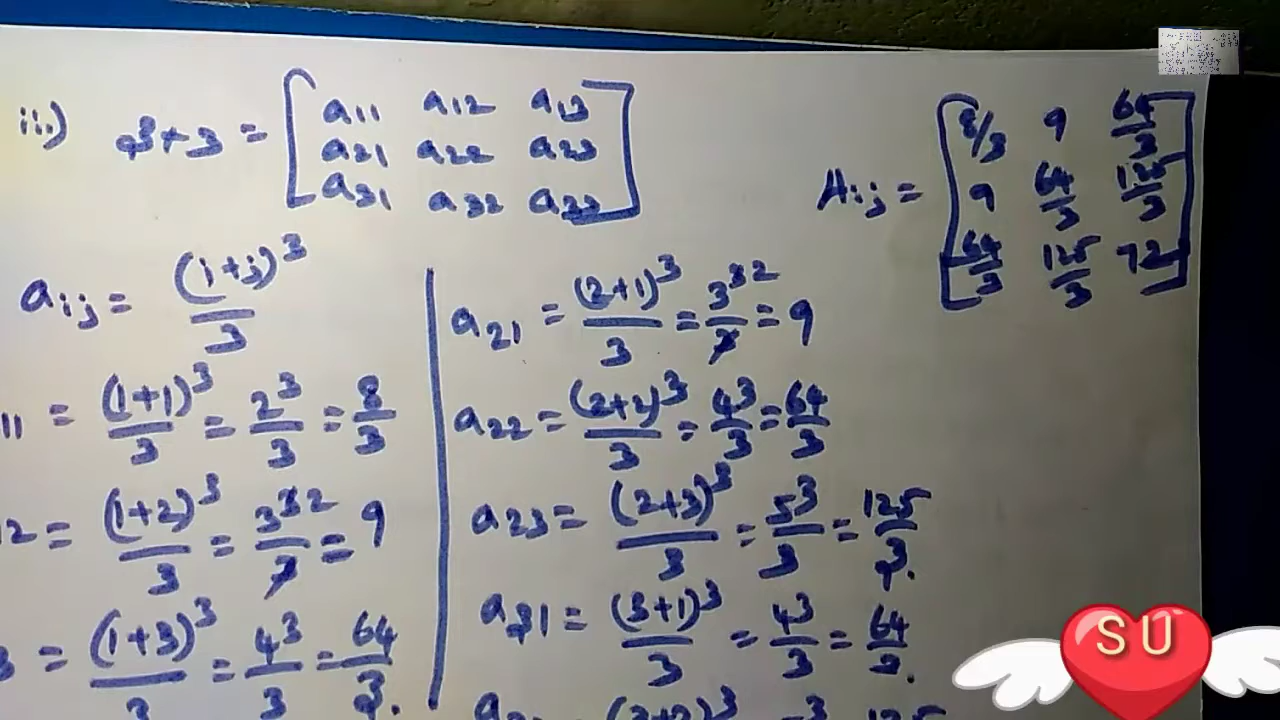 ii.) 3+3 = [ a11 a12 a13
a21 a22 a23
a31 a32 a33 ]
aij = (i+j)^3 / 3
11 = (1+1)^3 / 3 = 2^3 / 3 = 8/3
12 = (1+2)^3 / 3 = 3^32 / 3 = 9
3 = (1+3)^3 / 3 = 4^3 / 3 = 64/3.
a21 = (2+1)^3 / 3 = 3^32 / 3 = 9
a22 = (2+2)^3 / 3 = 4^3 / 3 = 64/3
a23 = (2+3)^3 / 3 = 5^3 / 3 = 125/3.
a31 = (3+1)^3 / 3 = 4^3 / 3 = 64/3.
Aij = [ 8/3 9 64/3
9 64/3 125/3
64/3 125/3 72 ]
SU